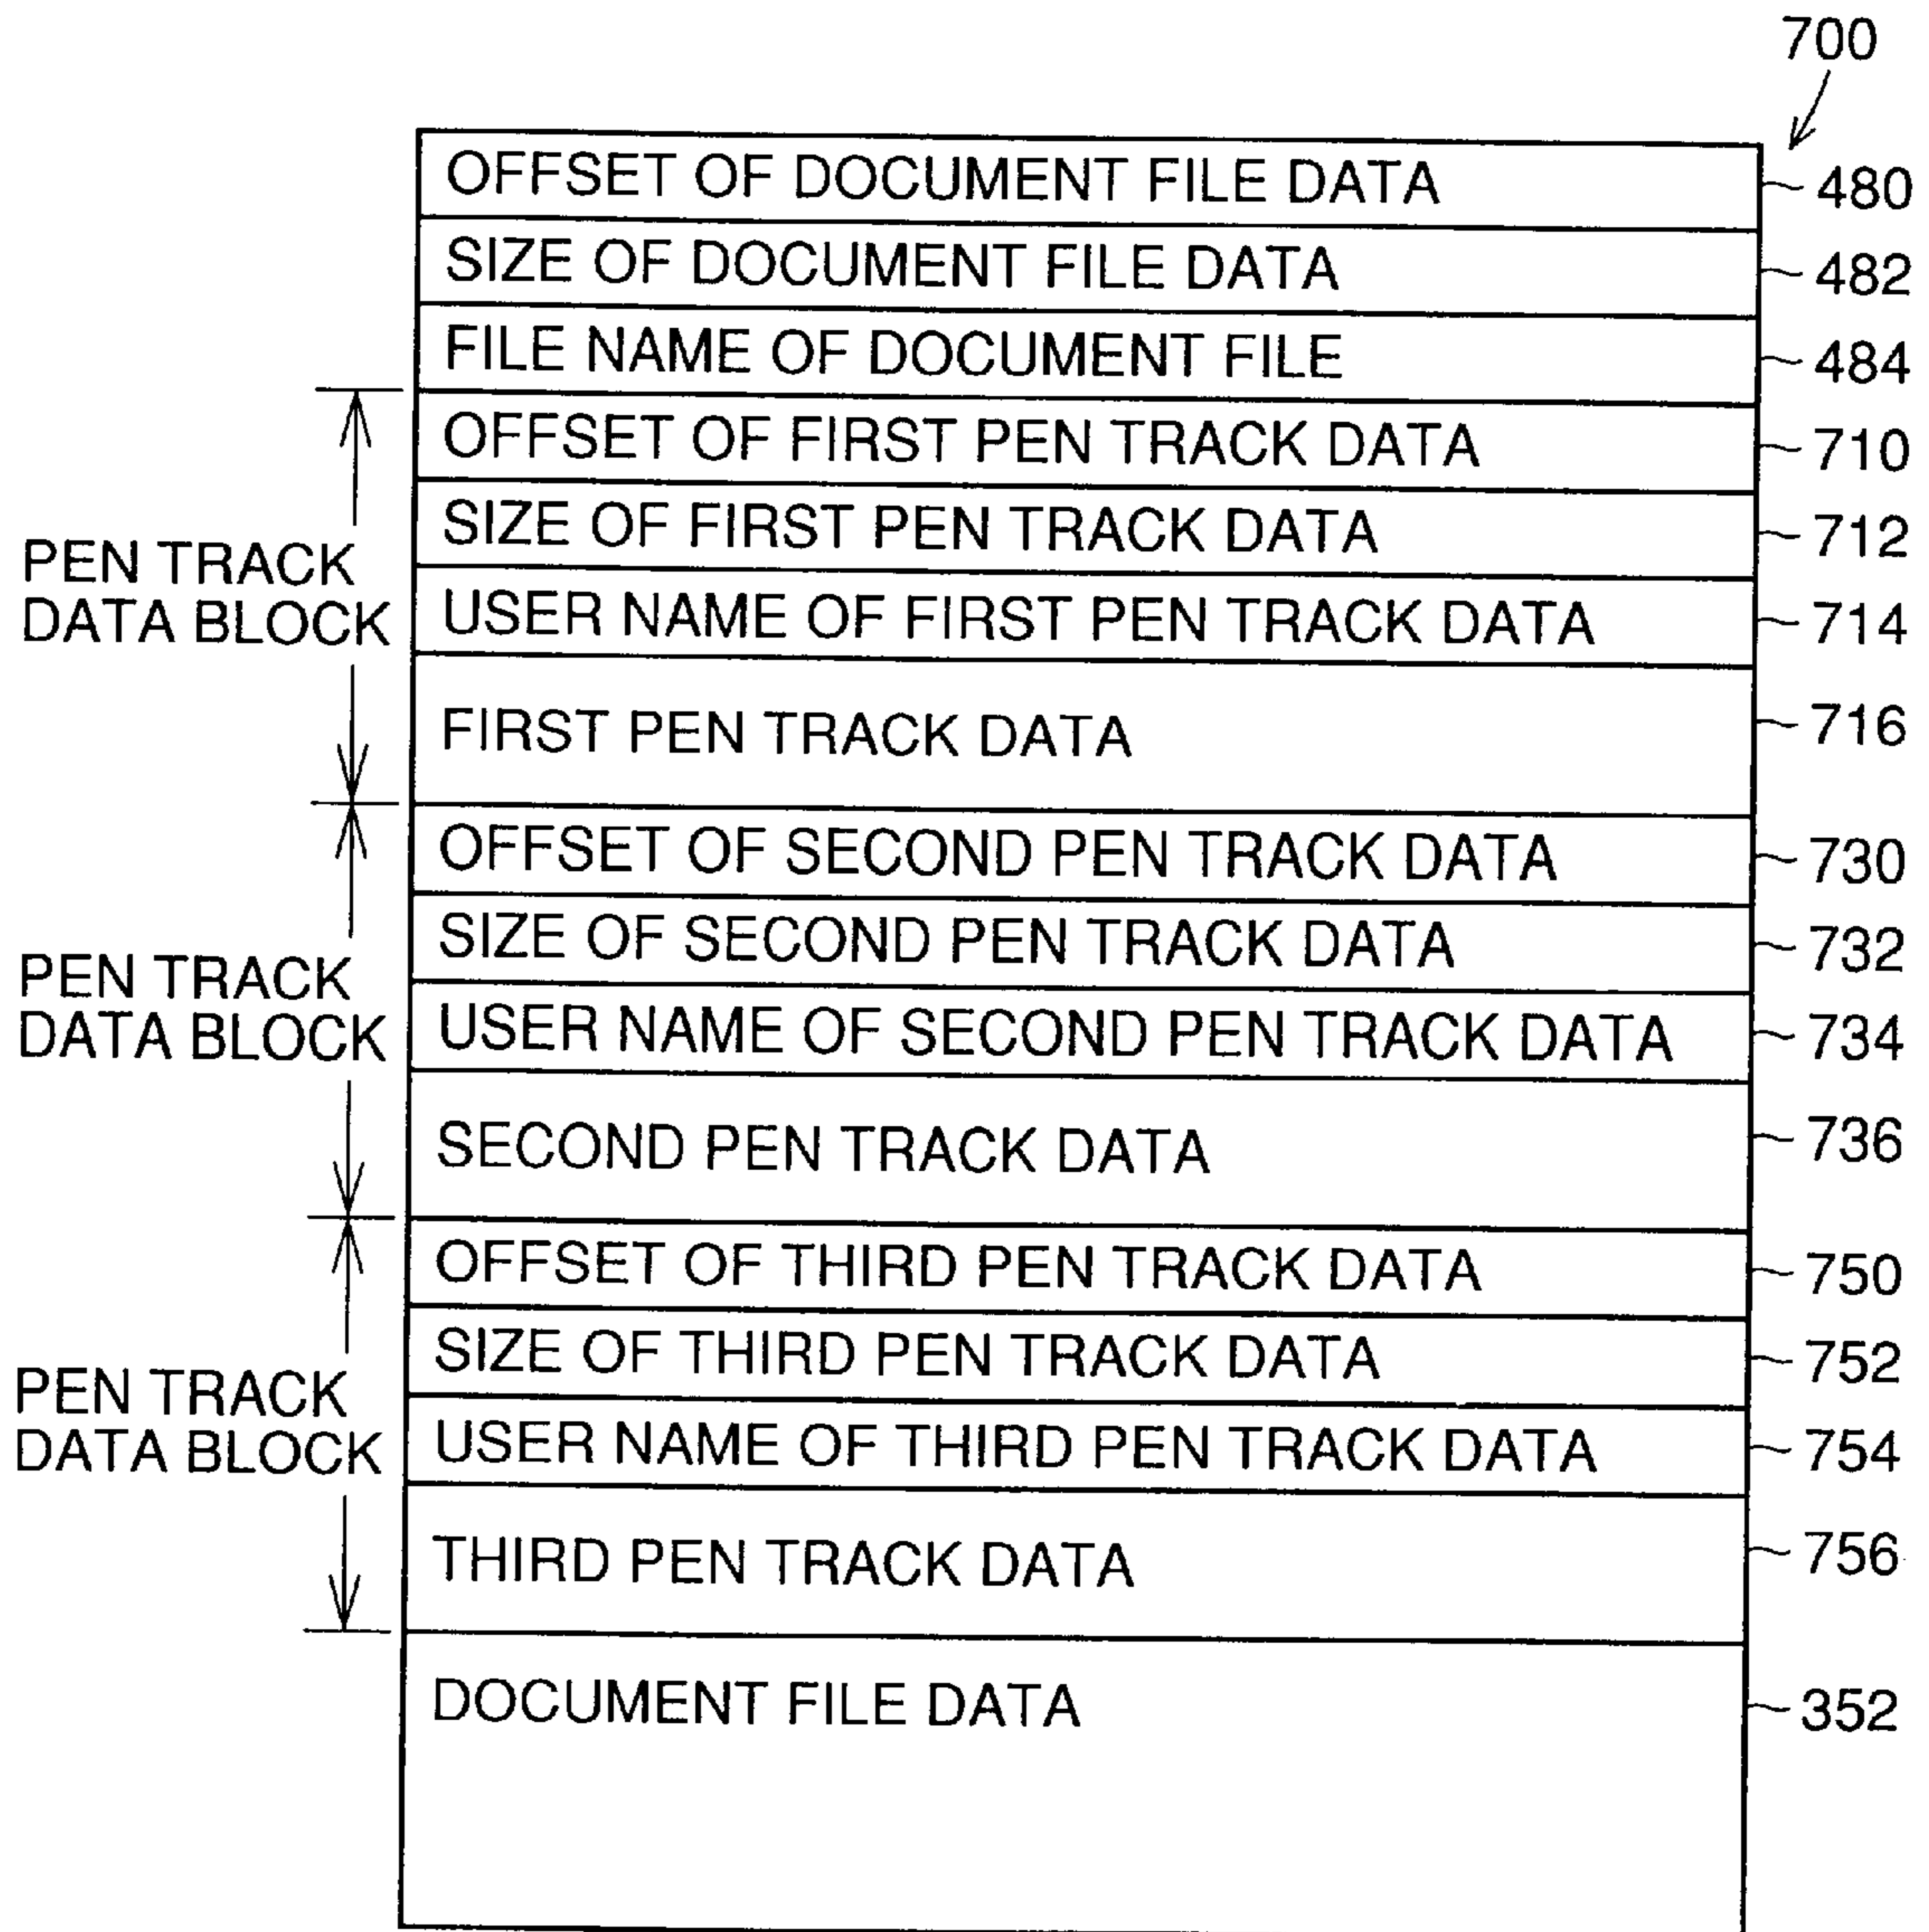 700
OFFSET OF DOCUMENT FILE DATA 480
SIZE OF DOCUMENT FILE DATA 482
FILE NAME OF DOCUMENT FILE 484
OFFSET OF FIRST PEN TRACK DATA 710
SIZE OF FIRST PEN TRACK DATA 712
PEN TRACK
DATA BLOCK
USER NAME OF FIRST PEN TRACK DATA 714
FIRST PEN TRACK DATA 716
OFFSET OF SECOND PEN TRACK DATA 730
SIZE OF SECOND PEN TRACK DATA 732
PEN TRACK
DATA BLOCK
USER NAME OF SECOND PEN TRACK DATA 734
SECOND PEN TRACK DATA 736
OFFSET OF THIRD PEN TRACK DATA 750
SIZE OF THIRD PEN TRACK DATA 752
PEN TRACK
DATA BLOCK
USER NAME OF THIRD PEN TRACK DATA 754
THIRD PEN TRACK DATA 756
DOCUMENT FILE DATA 352